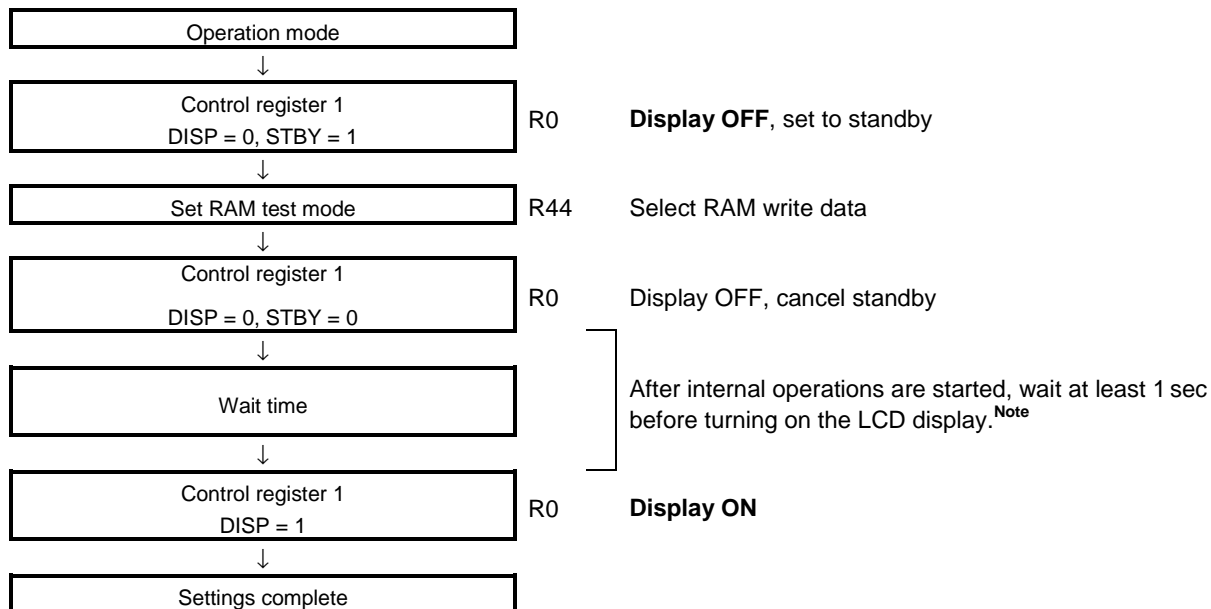 Operation mode
↓
Control register 1
DISP = 0, STBY = 1
R0
Display OFF, set to standby
↓
Set RAM test mode
R44
Select RAM write data
↓
Control register 1
DISP = 0, STBY = 0
R0
Display OFF, cancel standby
↓
Wait time
After internal operations are started, wait at least 1 sec
before turning on the LCD display.Note
↓
Control register 1
DISP = 1
R0
Display ON
↓
Settings complete